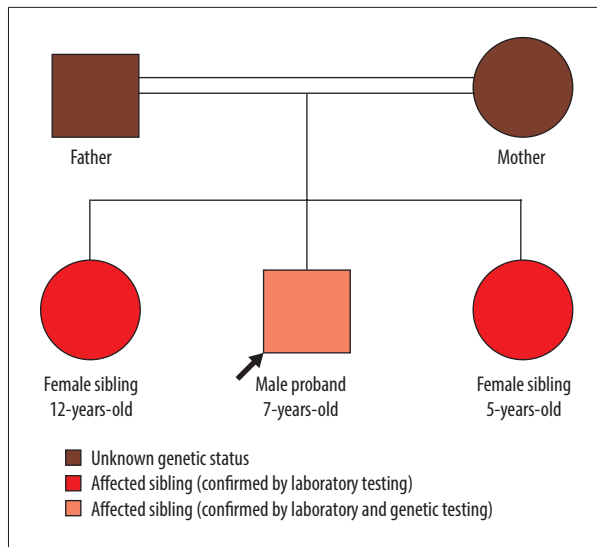 Father
Mother
Female sibling
12-years-old
Male proband
7-years-old
Female sibling
5-years-old
Unknown genetic status
Affected sibling (confirmed by laboratory testing)
Affected sibling (confirmed by laboratory and genetic testing)